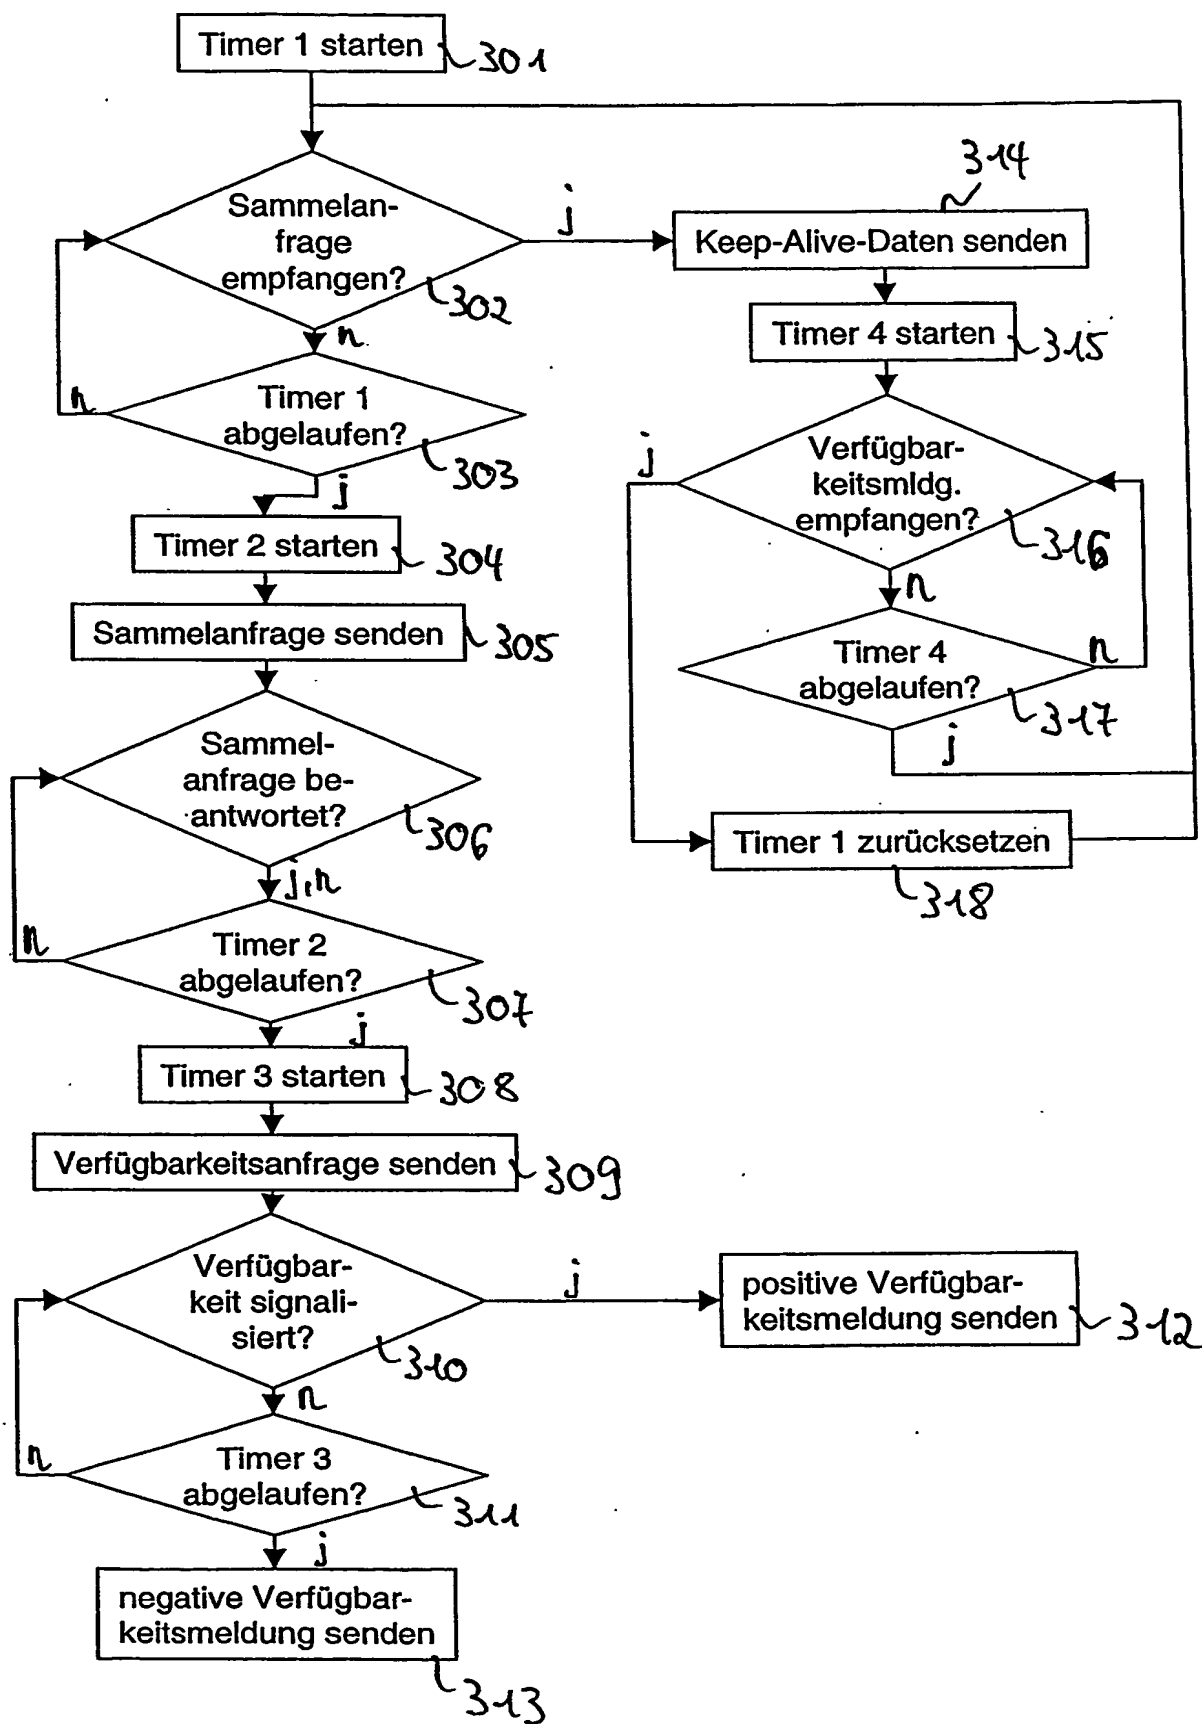 Timer 1 starten
301
Sammelan-
frage
empfangen?
302
j
n
Timer 1
abgelaufen?
303
n
j
Timer 2 starten
304
Sammelanfrage senden
305
Sammel-
anfrage be-
antwortet?
306
j,n
Timer 2
abgelaufen?
307
n
j
Timer 3 starten
308
Verfügbarkeitsanfrage senden
309
Verfügbar-
keit signali-
siert?
310
j
n
positive Verfügbar-
keitsmeldung senden
312
Timer 3
abgelaufen?
311
n
j
negative Verfügbar-
keitsmeldung senden
313
314
Keep-Alive-Daten senden
Timer 4 starten
315
Verfügbar-
keitsmldg.
empfangen?
316
j
n
Timer 4
abgelaufen?
317
n
j
Timer 1 zurücksetzen
318